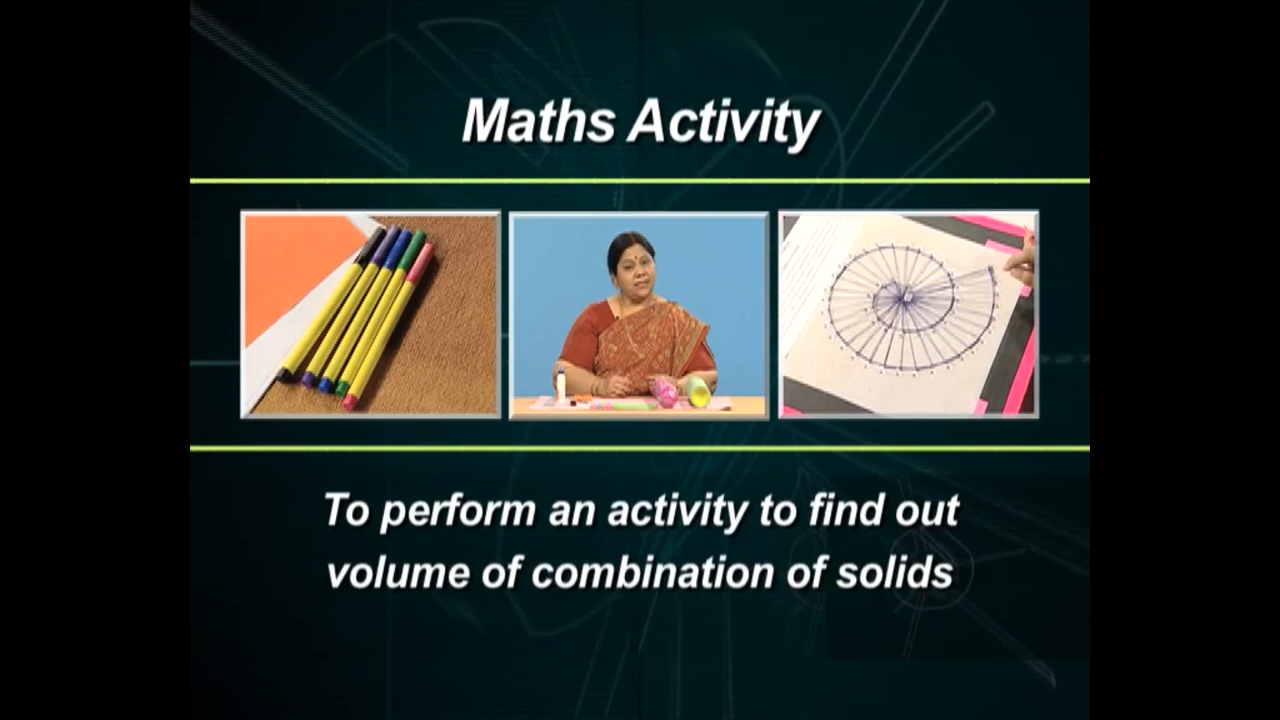 Maths Activity
To perform an activity to find out
volume of combination of solids